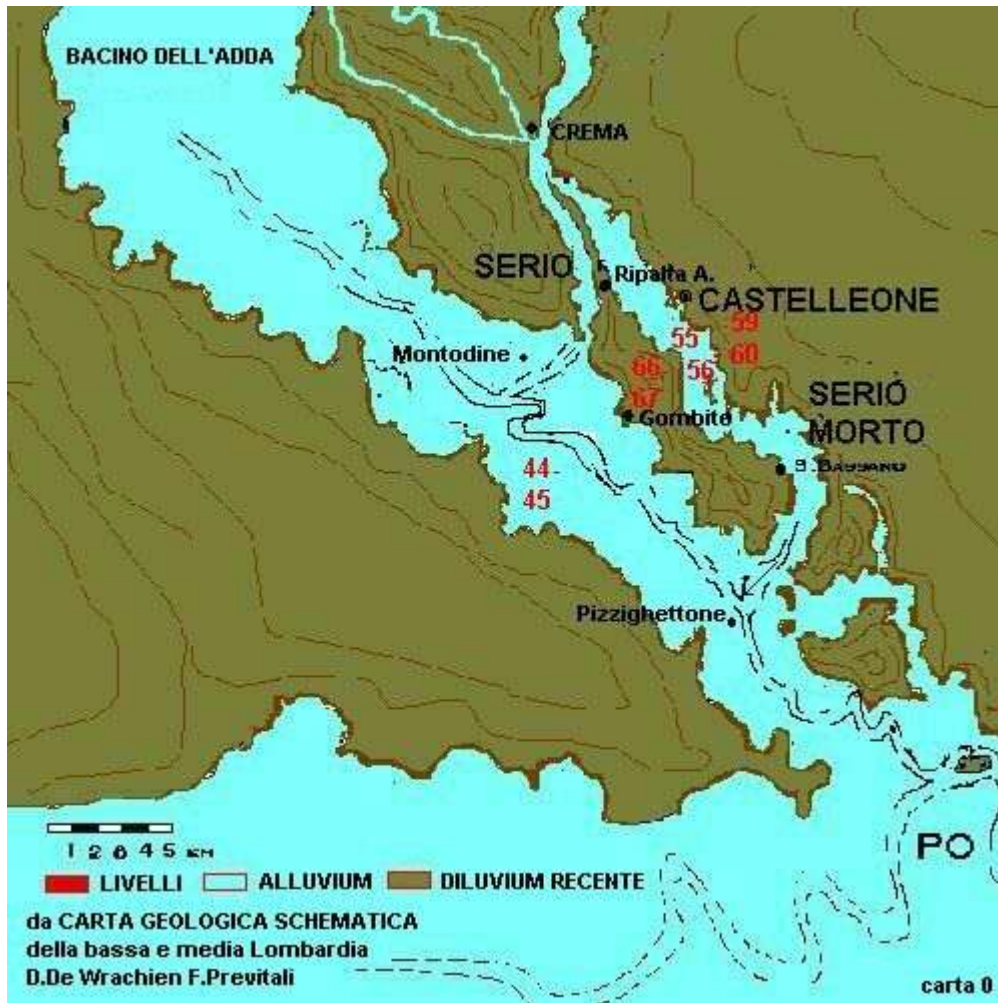 BACINO DELL'ADDA
CREMA
SERIO
Ripalta A.
CASTELLEONE
59
55
60
Montodine
66-
56
67
SERIO
Gombito
MORTO
S.BASSANO
44-
45
Pizzighettone
PO
KM
LIVELLI ALLUVIUM DILUVIUM RECENTE
da CARTA GEOLOGICA SCHEMATICA
della bassa e media Lombardia
D.De Wrachien F.Previtali
carta 0